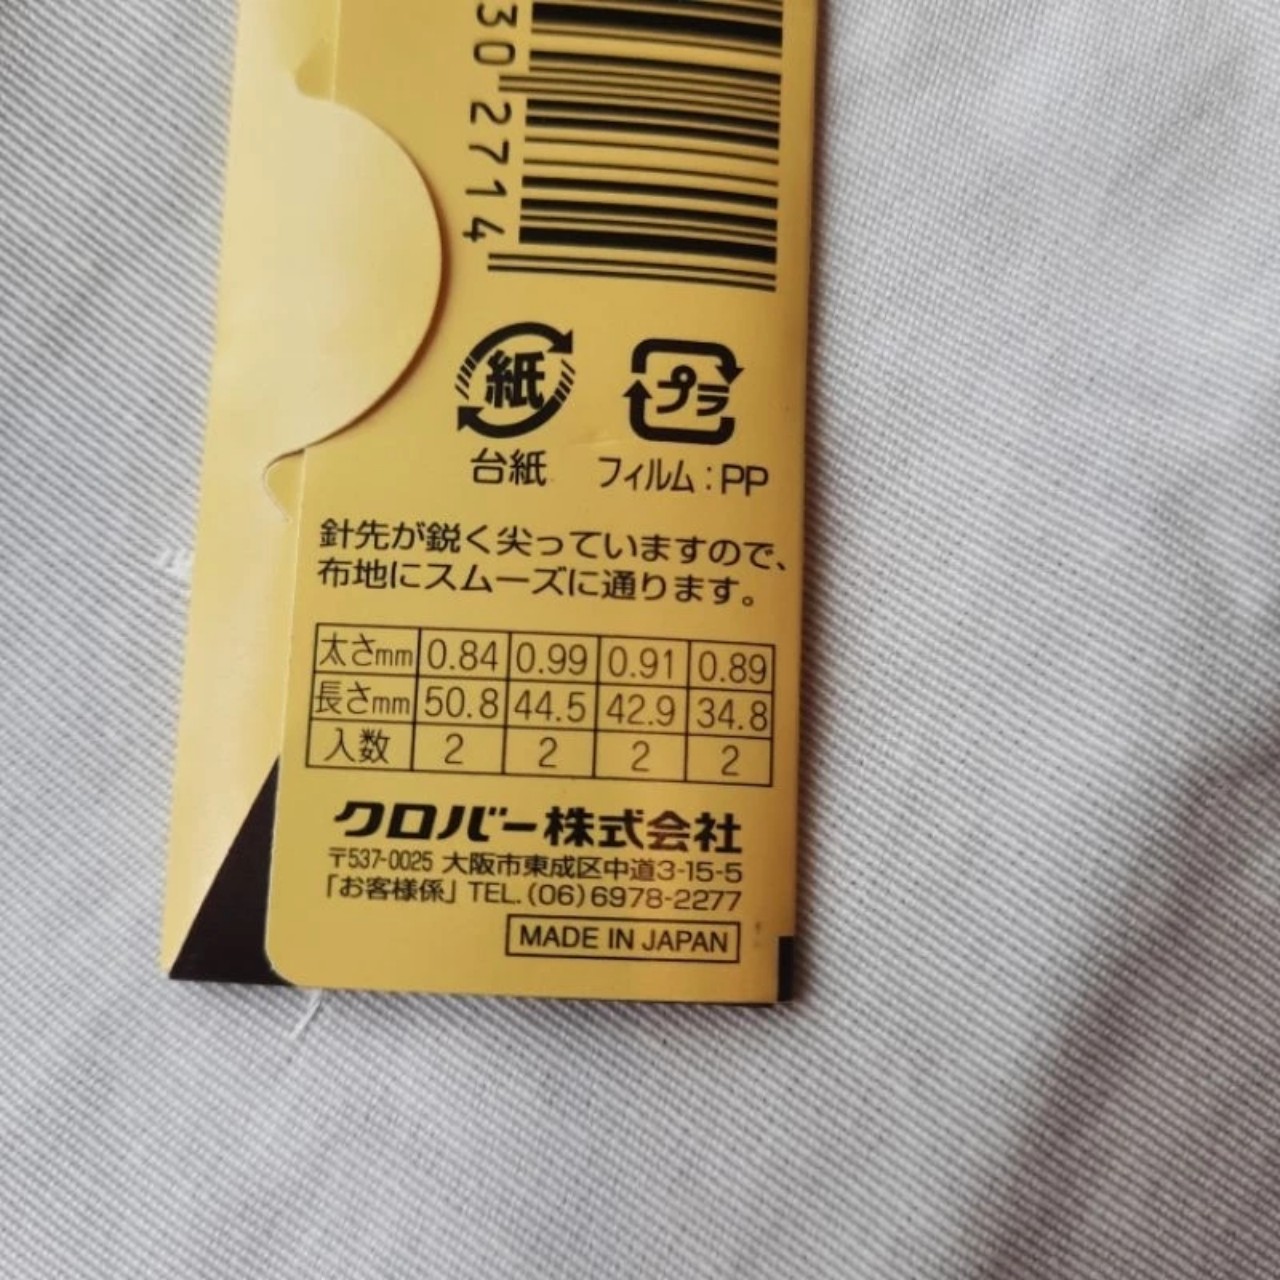 30 2714
紙
プラ
台紙 フィルム：PP
針先が鋭く尖っていますので、
布地にスムーズに通ります。
太さmm 0.84 0.99 0.91 0.89
長さmm 50.8 44.5 42.9 34.8
入数 2 2 2 2
クロバー株式会社
〒537-0025 大阪市東成区中道3-15-5
「お客様係」TEL.(06)6978-2277
MADE IN JAPAN